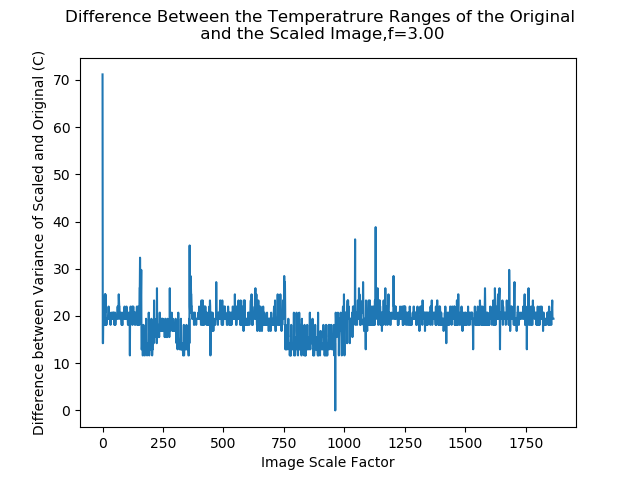 Difference Between the Temperatrure Ranges of the Original
and the Scaled Image,f=3.00
Difference between Variance of Scaled and Original (C)
70
60
50
40
30
20
10
0
0 250 500 750 1000 1250 1500 1750
Image Scale Factor